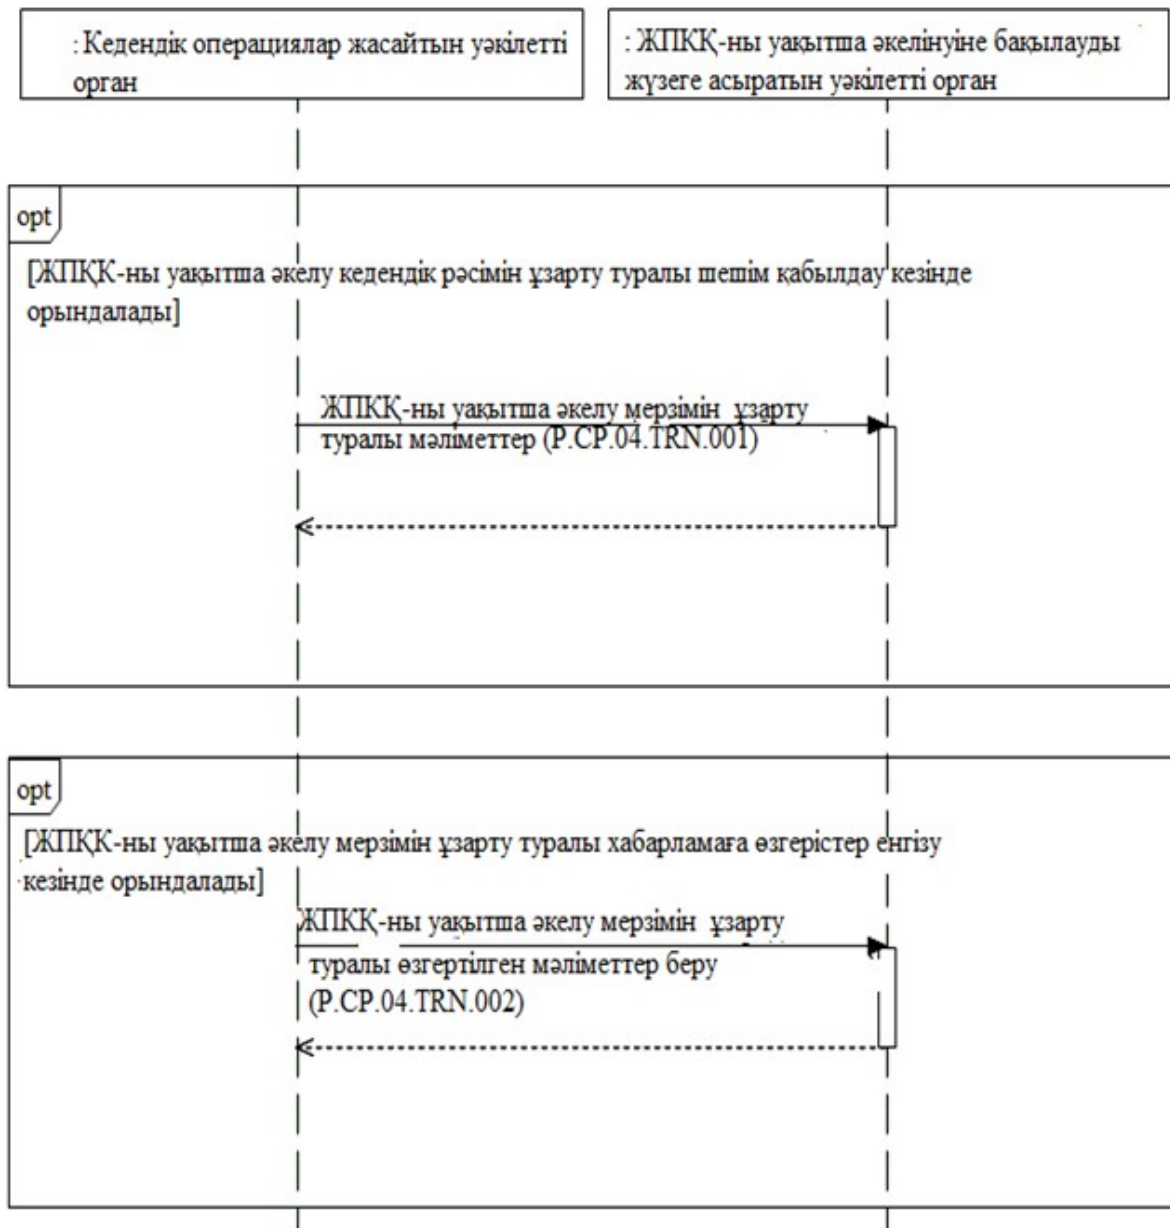 : Кедендік операциялар жасайтын уәкілетті
орган
: ЖПКҚ-ны уақытша әкелінуіне бақылауды
жүзеге асыратын уәкілетті орган
opt
[ЖПҚК-ны уақытша әкелу кедендік рәсімін ұзарту туралы шешім қабылдау кезінде
орындалады]
ЖПКҚ-ны уақытша әкелу мерзімін ұзарту
туралы мәліметтер (P.CP.04.TRN.001)
opt
[ЖПҚК-ны уақытша әкелу мерзімін ұзарту туралы хабарламаға өзгерістер енгізу
кезінде орындалады]
ЖПКҚ-ны уақытша әкелу мерзімін ұзарту
туралы өзгертілген мәліметтер беру
(P.CP.04.TRN.002)